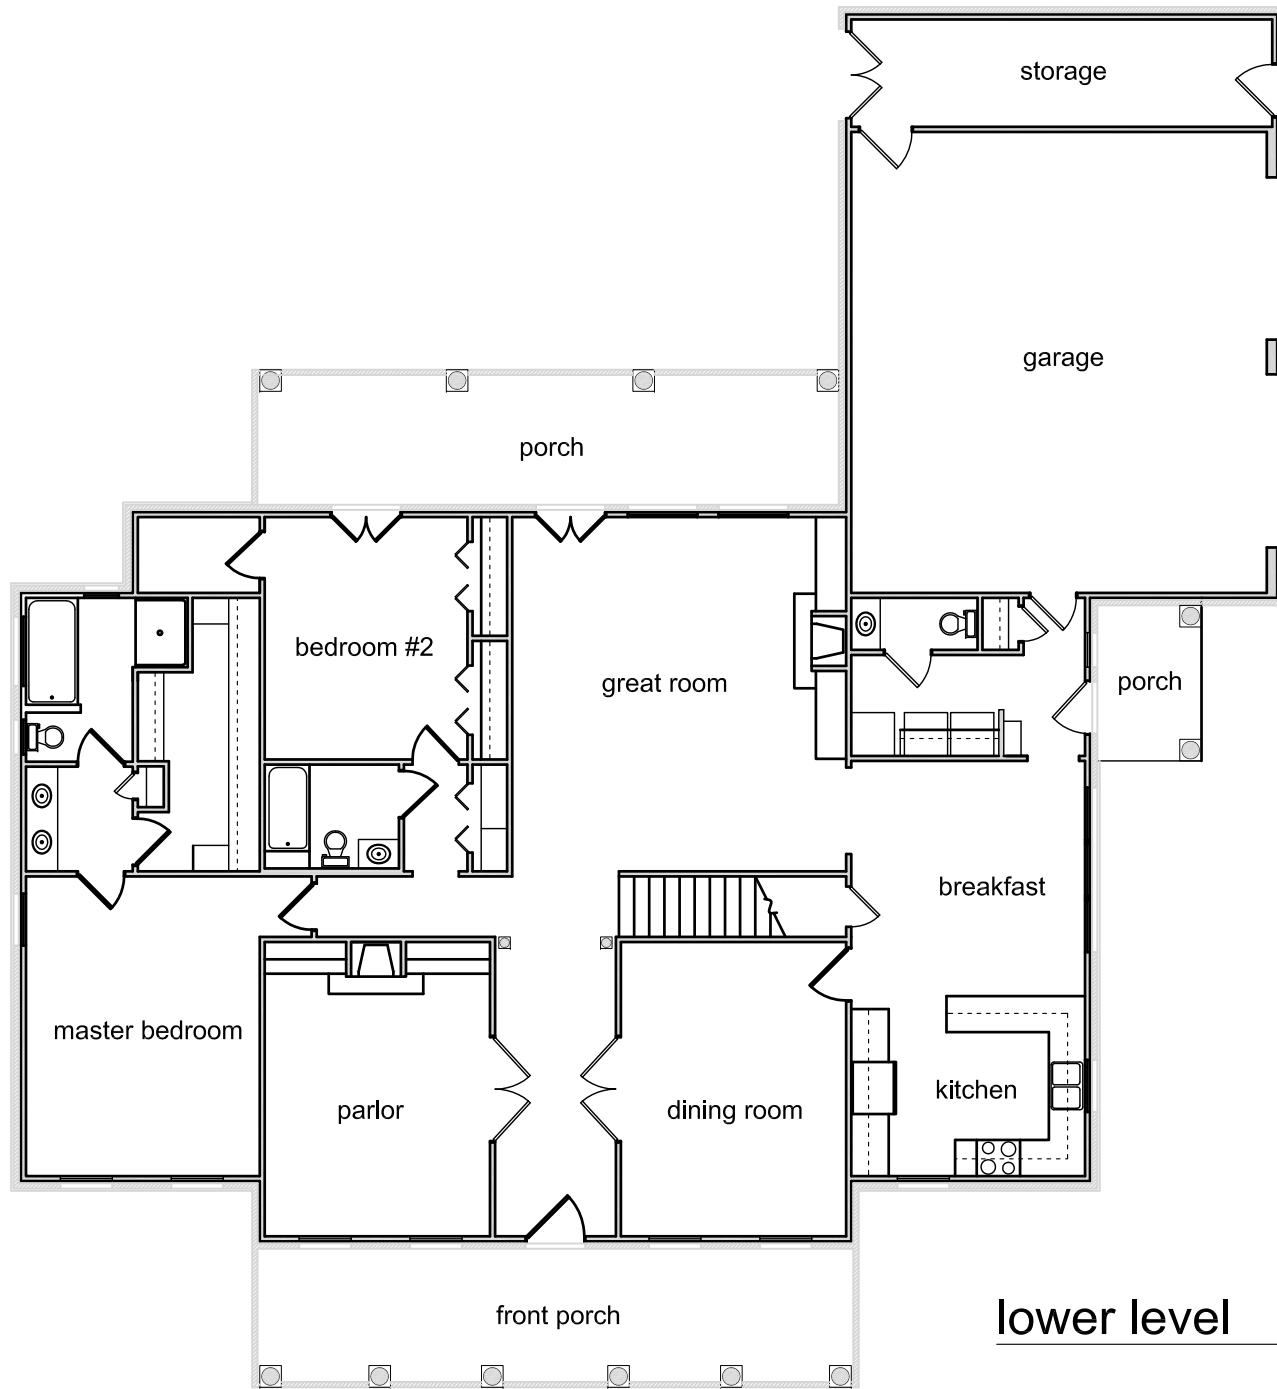 storage
garage
porch
bedroom #2
great room
porch
breakfast
master bedroom
kitchen
parlor
dining room
front porch
lower level